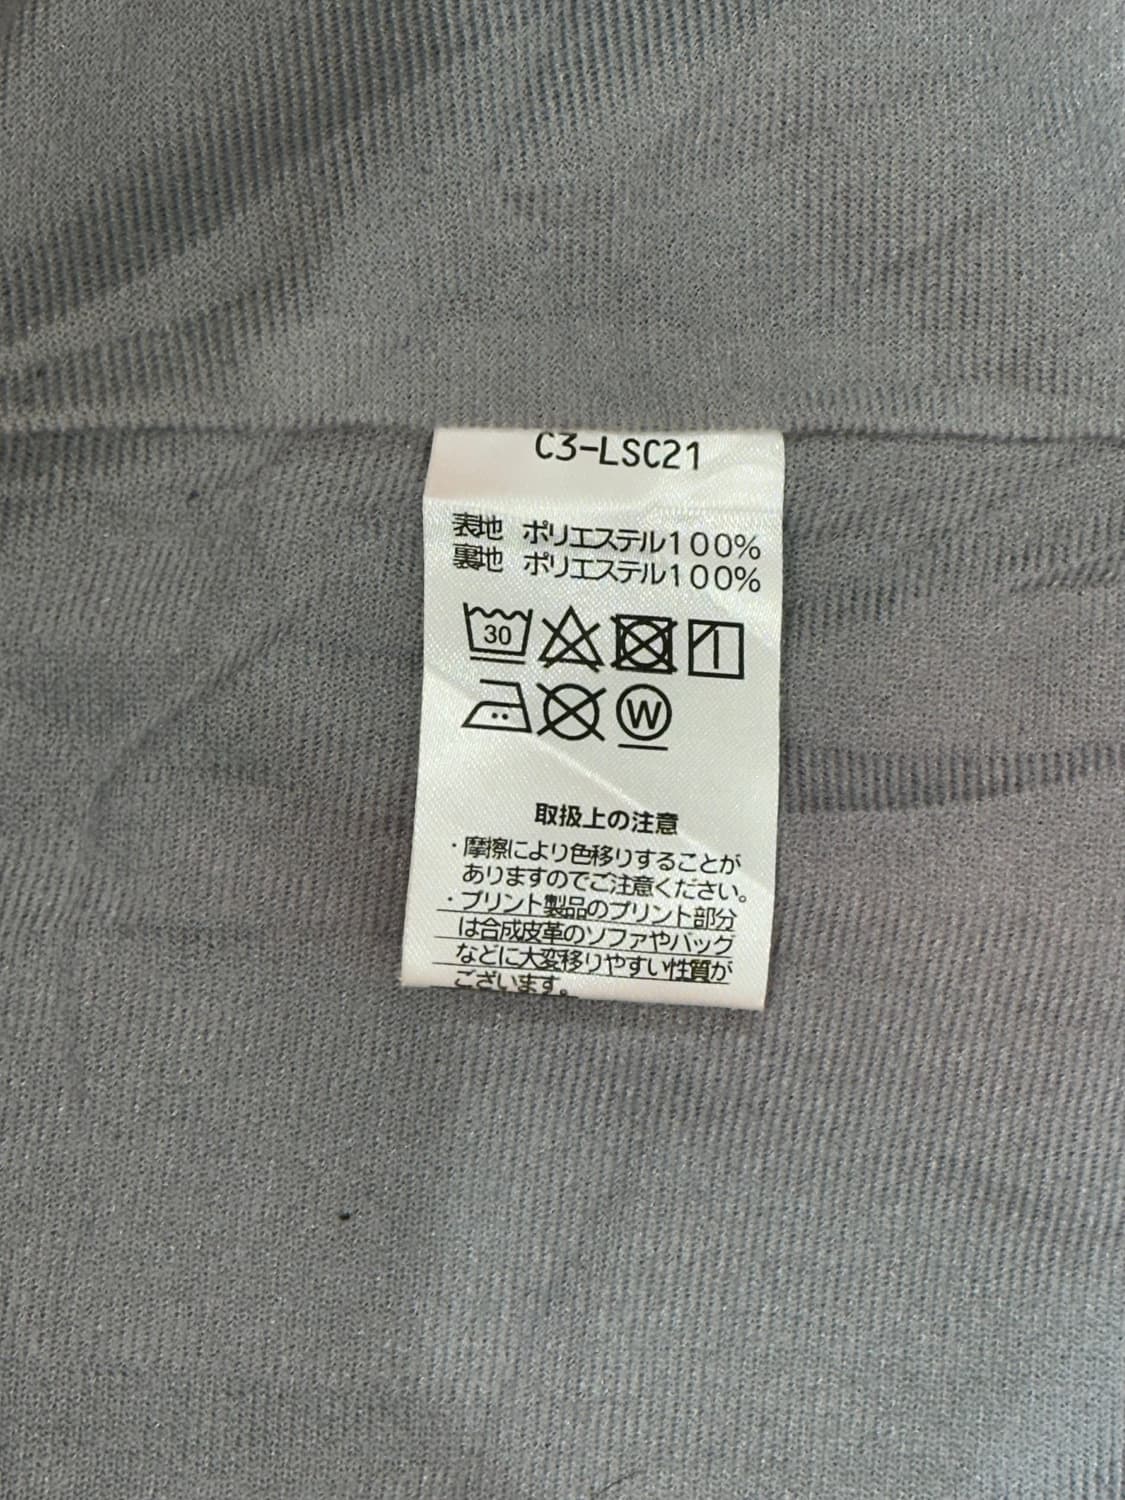 C3-LSC21
表地 ポリエステル100%
裏地 ポリエステル100%
30
W
取扱上の注意
・摩擦により色移りすることが
ありますのでご注意ください。
・プリント製品のプリント部分
は合成皮革のソファやバッグ
などに大変移りやすい性質が
ございます。